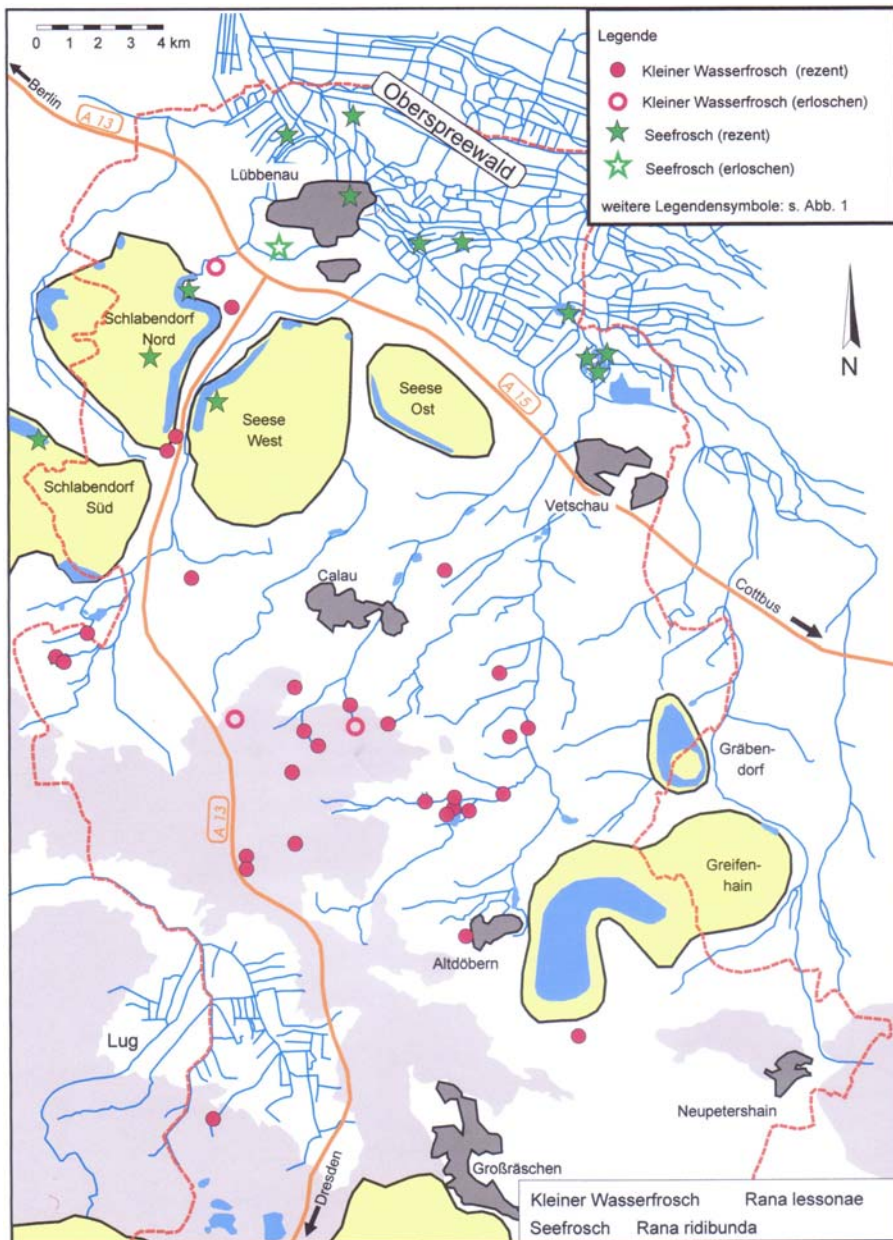 0 1 2 3 4 km
Legende
Kleiner Wasserfrosch (rezent)
Kleiner Wasserfrosch (erloschen)
Seefrosch (rezent)
Seefrosch (erloschen)
weitere Legendensymbole: s. Abb. 1
Berlin
A 13
Oberspreewald
Lübbenau
N
Schlabendorf
Nord
Seese
West
Seese
Ost
A 15
Schlabendorf
Süd
Vetschau
Calau
Cottbus
Gräben-
dorf
A 13
Greifen-
hain
Altdöbern
Lug
Neupetershain
Großräschen
Dresden
Kleiner Wasserfrosch Rana lessonae
Seefrosch Rana ridibunda